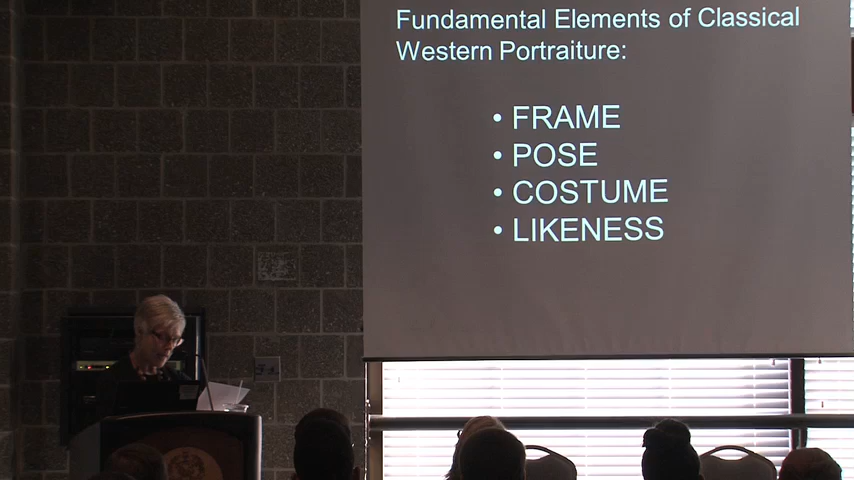 Fundamental Elements of Classical
Western Portraiture:
• FRAME
• POSE
• COSTUME
• LIKENESS